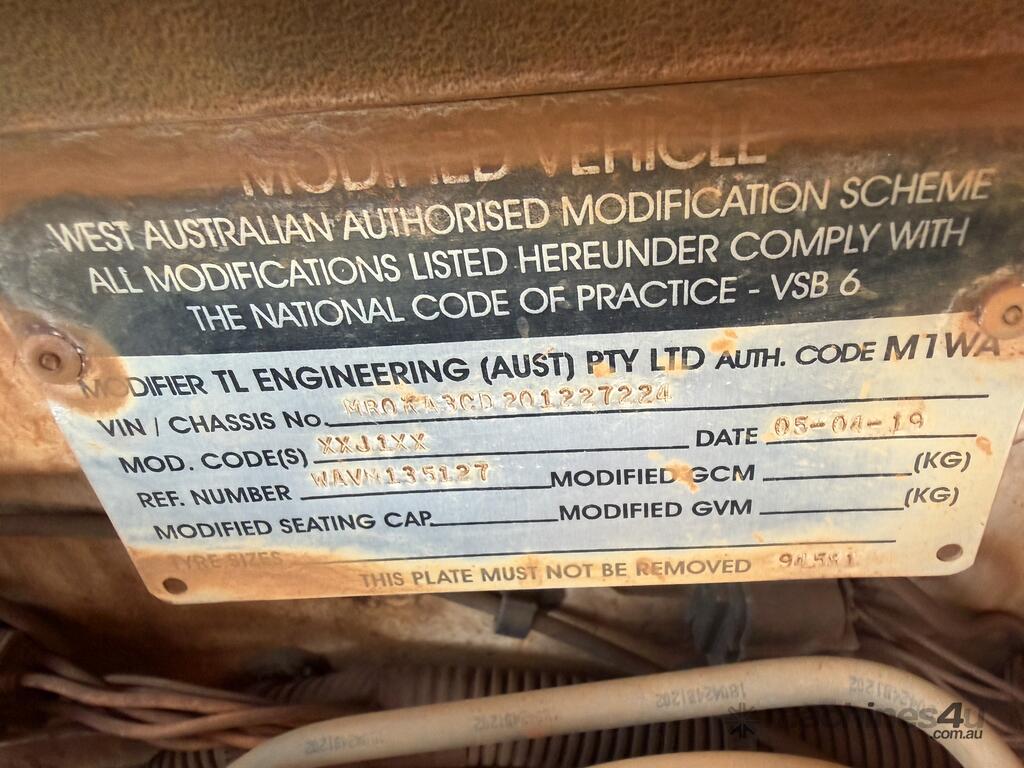 MODIFIED VEHICLE
WEST AUSTRALIAN AUTHORISED MODIFICATION SCHEME
ALL MODIFICATIONS LISTED HEREUNDER COMPLY WITH
THE NATIONAL CODE OF PRACTICE - VSB 6
MODIFIER TL ENGINEERING (AUST) PTY LTD AUTH. CODE M1WA
VIN / CHASSIS No. MR0KA3CD201227224
MOD. CODE(S) XXJ1XX DATE 05-04-19
REF. NUMBER WAVM135127 MODIFIED GCM (KG)
MODIFIED SEATING CAP. MODIFIED GVM (KG)
TYRE SIZES
THIS PLATE MUST NOT BE REMOVED
machines4u
.com.au